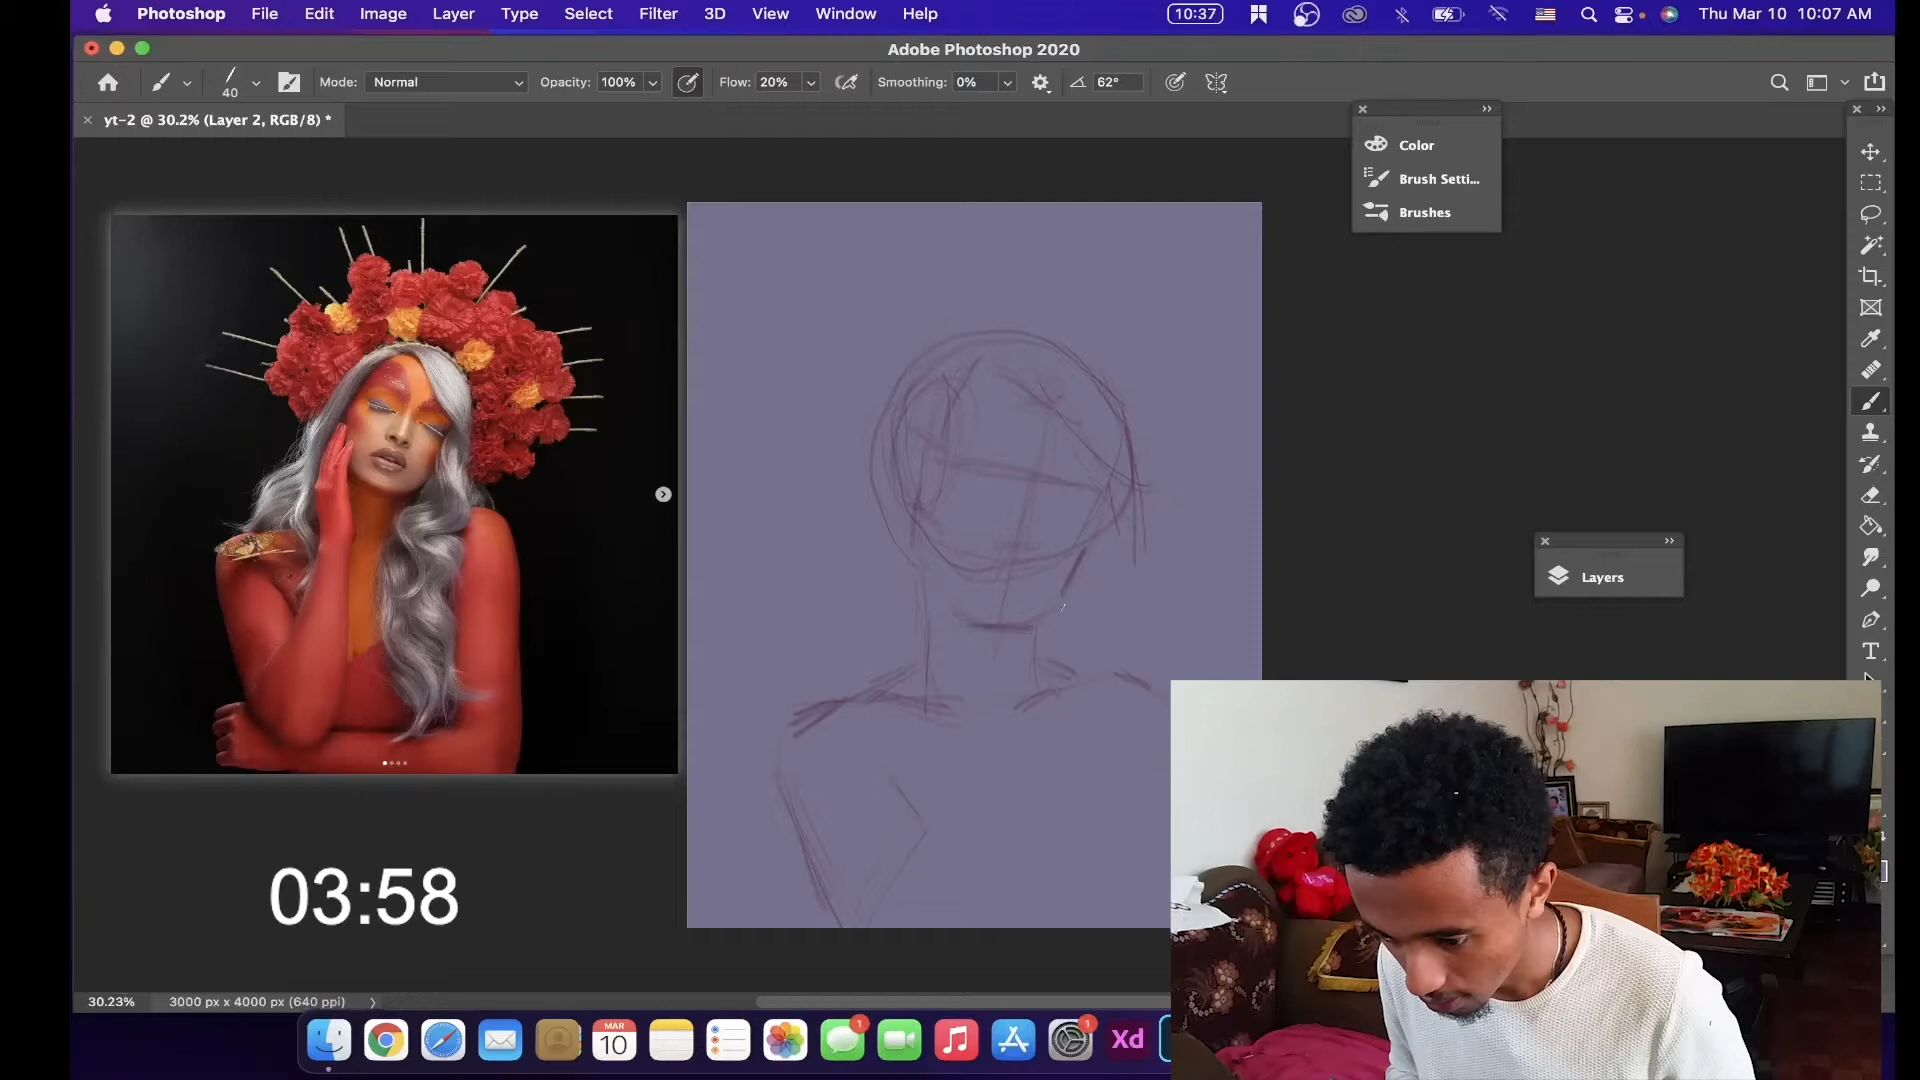 Photoshop File Edit Image Layer Type Select Filter 3D View Window Help 10:37 Thu Mar 10 10:07 AM
Adobe Photoshop 2020
40 Mode: Normal Opacity: 100% Flow: 20% Smoothing: 0% 62°
yt-2 @ 30.2% (Layer 2, RGB/8) *
Color
Brush Setti...
Brushes
Layers
03:58
30.23% 3000 px x 4000 px (640 ppi)
MAR
10
1
1
Xd